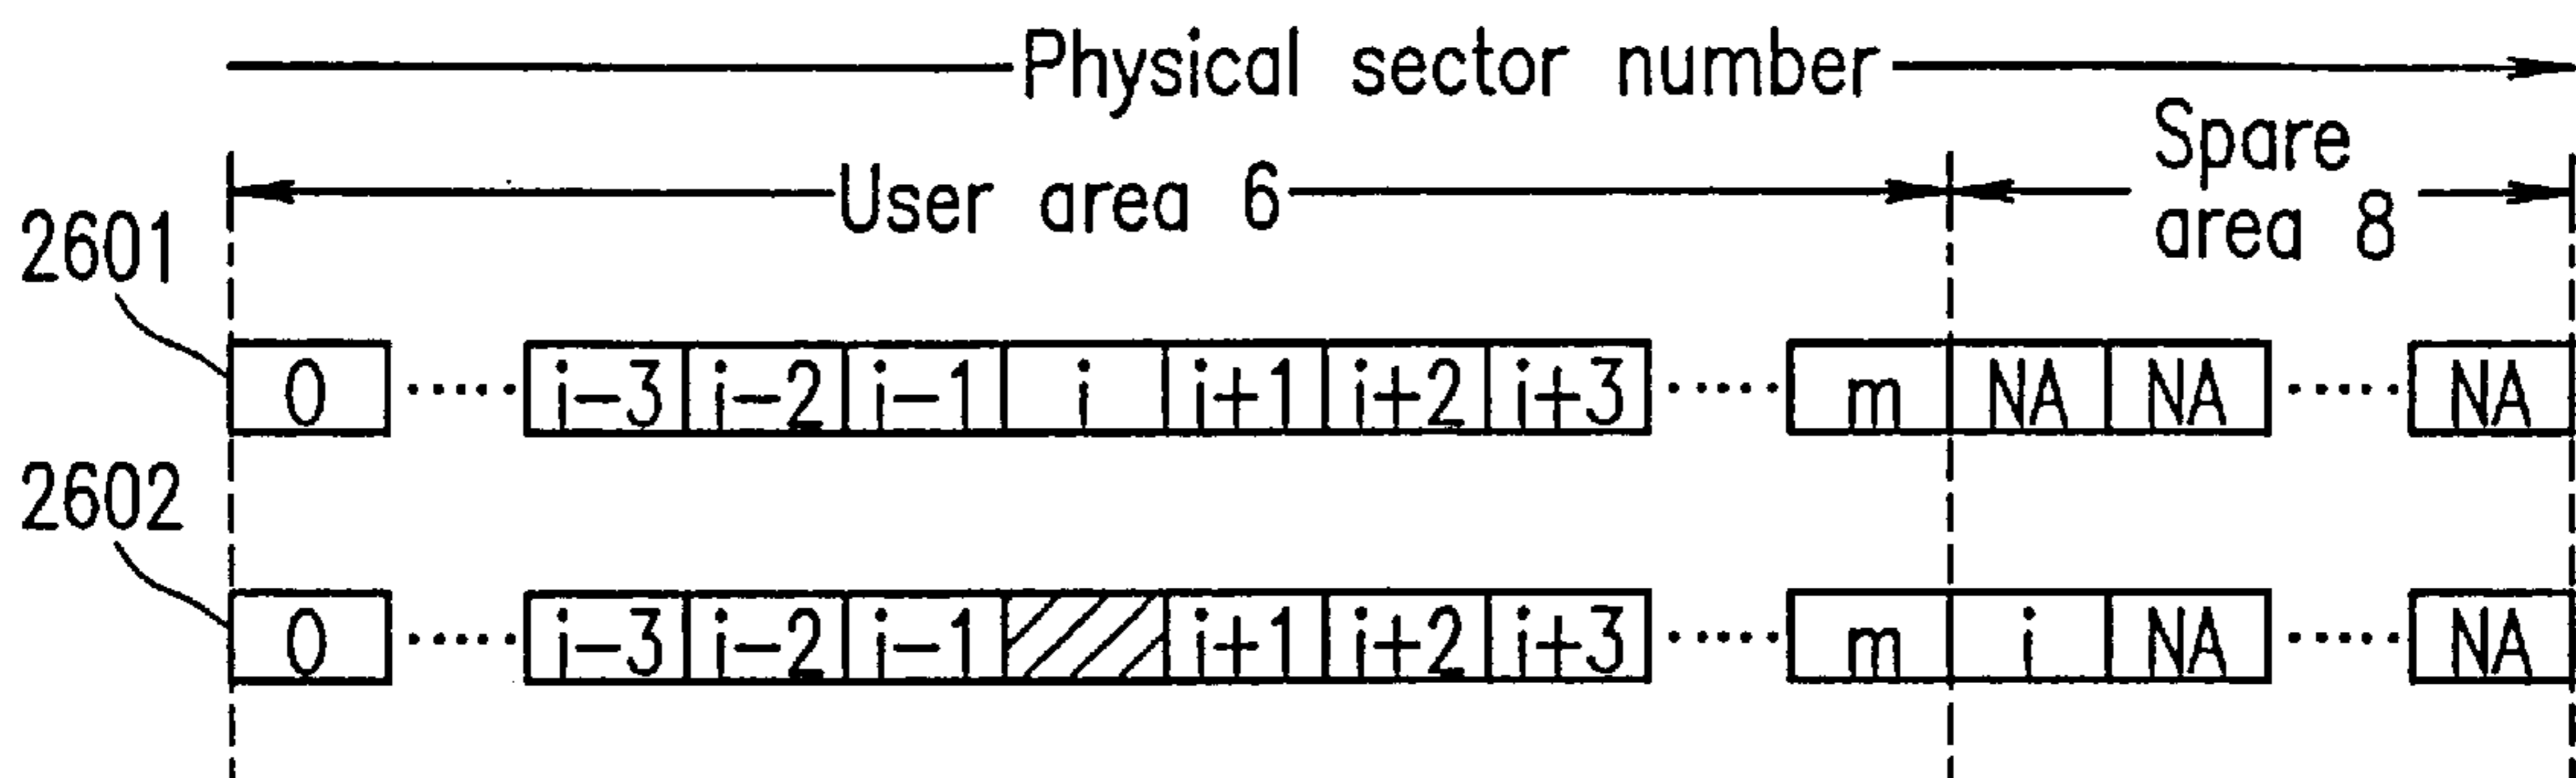 Physical sector number
User area 6
Spare area 8
2601
0 ..... i-3 i-2 i-1 i i+1 i+2 i+3 ..... m NA NA ..... NA
2602
0 ..... i-3 i-2 i-1 i+1 i+2 i+3 ..... m i NA ..... NA